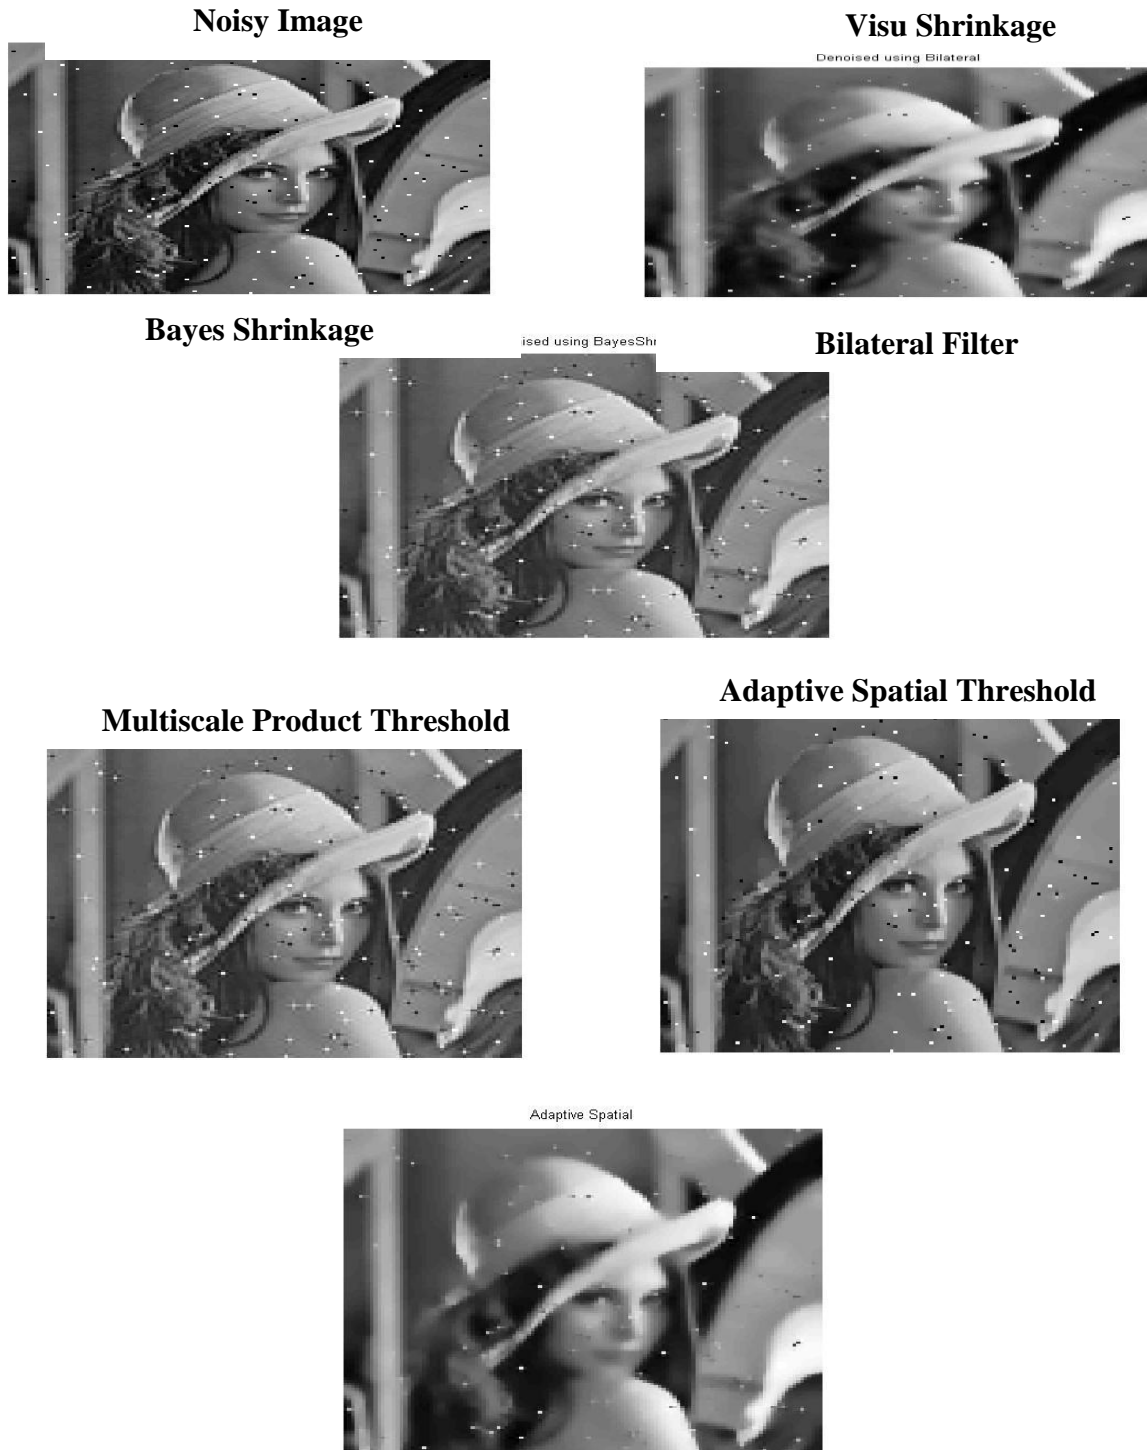 Noisy Image
Visu Shrinkage
Denoised using Bilateral
Bayes Shrinkage
ised using BayesShr
Bilateral Filter
Adaptive Spatial Threshold
Multiscale Product Threshold
Adaptive Spatial